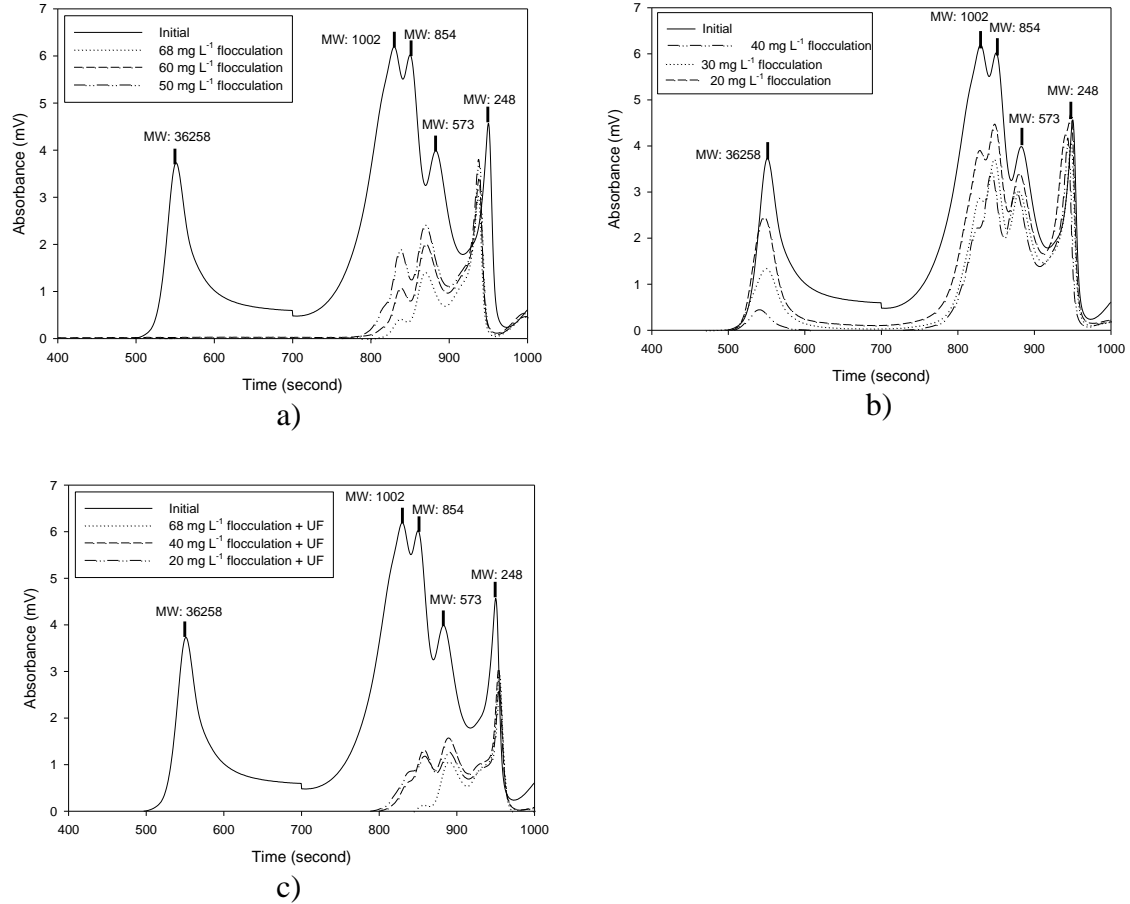 7
6
5
4
3
2
1
0
Absorbance (mV)
Initial
68 mg L-1 flocculation
60 mg L-1 flocculation
50 mg L-1 flocculation
MW: 36258
MW: 1002
MW: 854
MW: 573
MW: 248
400 500 600 700 800 900 1000
Time (second)
a)
7
6
5
4
3
2
1
0
Absorbance (mV)
Initial
40 mg L-1 flocculation
30 mg L-1 flocculation
20 mg L-1 flocculation
MW: 36258
MW: 1002
MW: 854
MW: 573
MW: 248
400 500 600 700 800 900 1000
Time (second)
b)
7
6
5
4
3
2
1
0
Absorbance (mV)
Initial
68 mg L-1 flocculation + UF
40 mg L-1 flocculation + UF
20 mg L-1 flocculation + UF
MW: 36258
MW: 1002
MW: 854
MW: 573
MW: 248
400 500 600 700 800 900 1000
Time (second)
c)